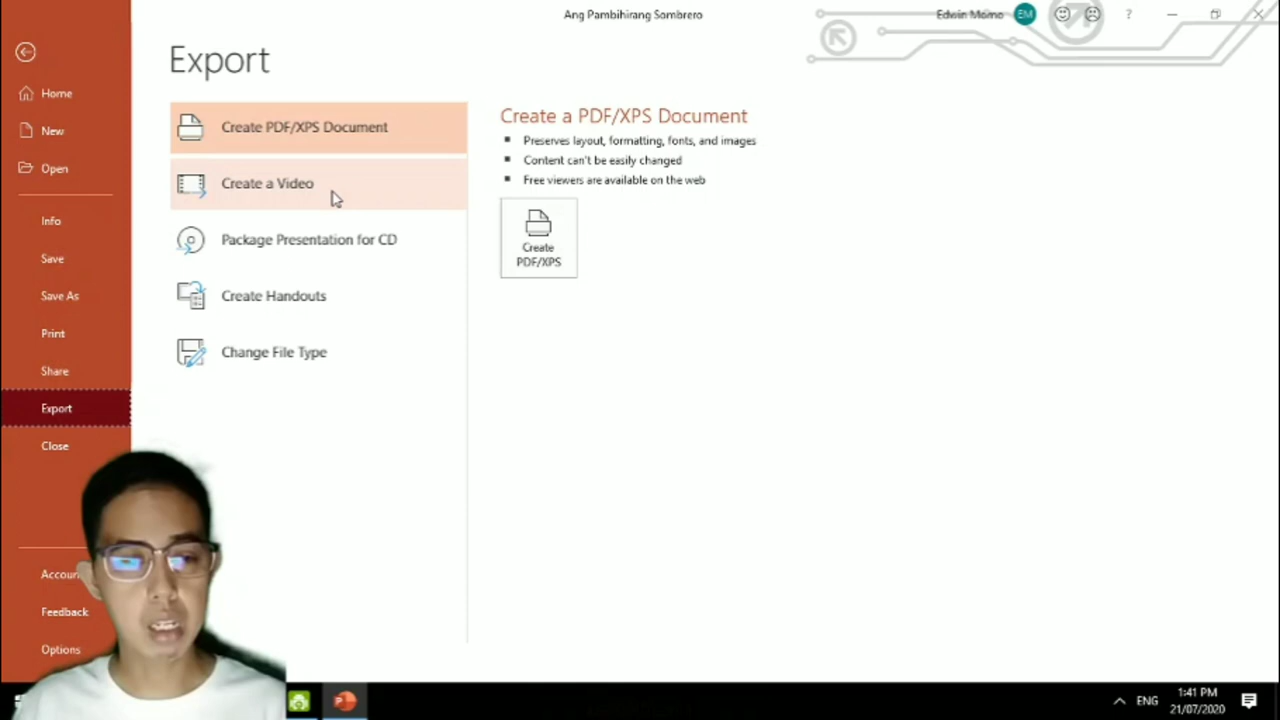 Ang Pambihirang Sombrero
Edwin Momo
EM
?
Export
Home
New
Open
Info
Save
Save As
Print
Share
Export
Close
Feedback
Options
Create PDF/XPS Document
Create a Video
Package Presentation for CD
Create Handouts
Change File Type
Create a PDF/XPS Document
Preserves layout, formatting, fonts, and images
Content can't be easily changed
Free viewers are available on the web
Create
PDF/XPS
ENG
1:41 PM
21/07/2020